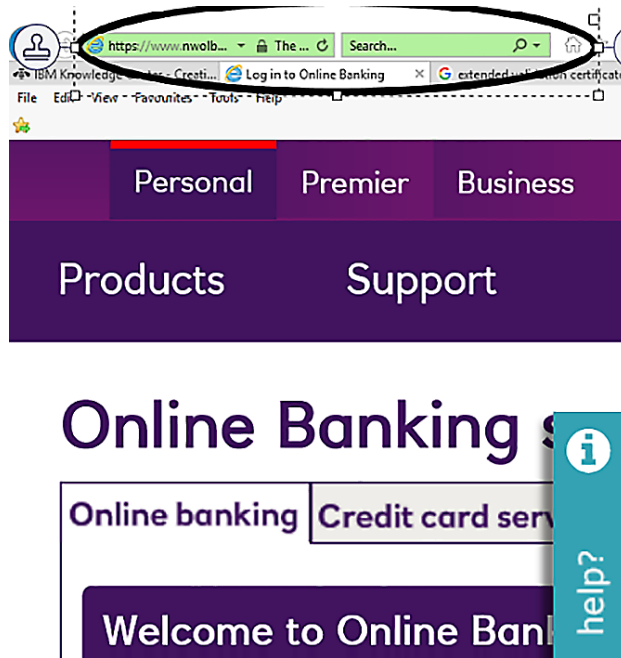 https://www.nwolb... The ... Search...
IBM Knowledge Center - Creati... Log in to Online Banking × G extended validation certificate
File Edit View Favourites Tools Help
Personal Premier Business
Products Support
Online Banking s
Online banking Credit card serv
help?
Welcome to Online Bank